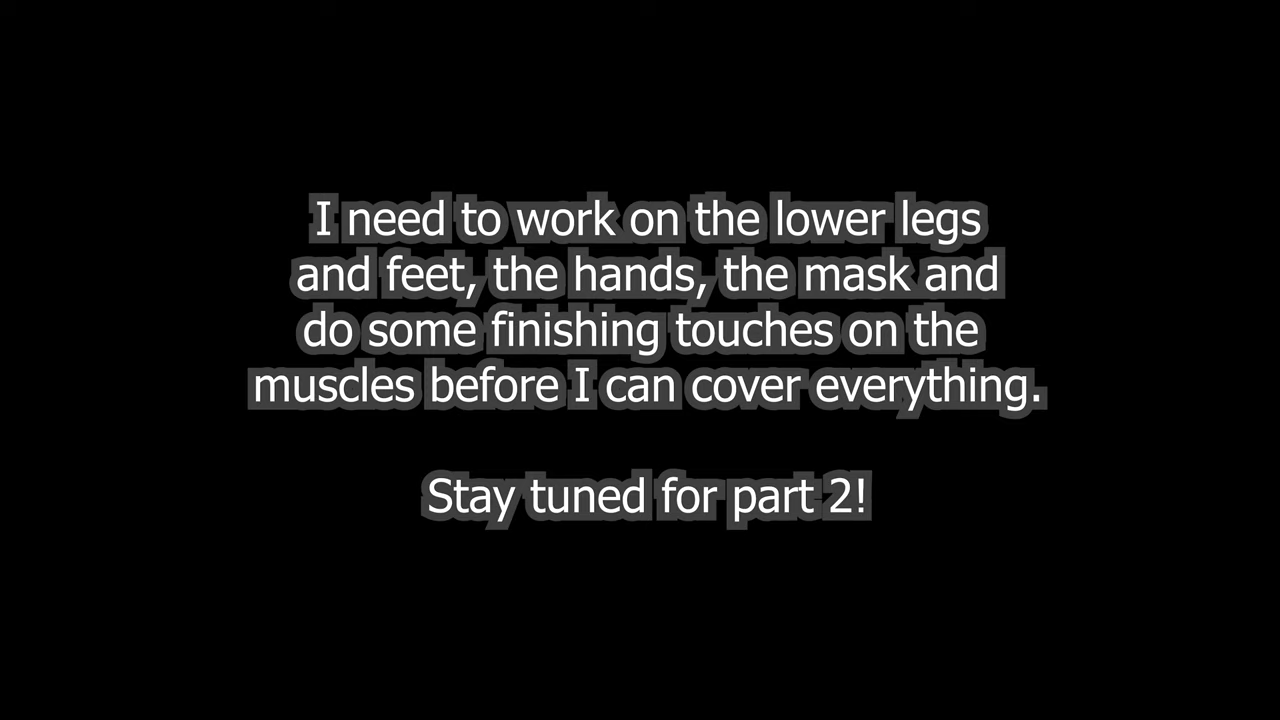 I need to work on the lower legs
and feet, the hands, the mask and
do some finishing touches on the
muscles before I can cover everything.
Stay tuned for part 2!